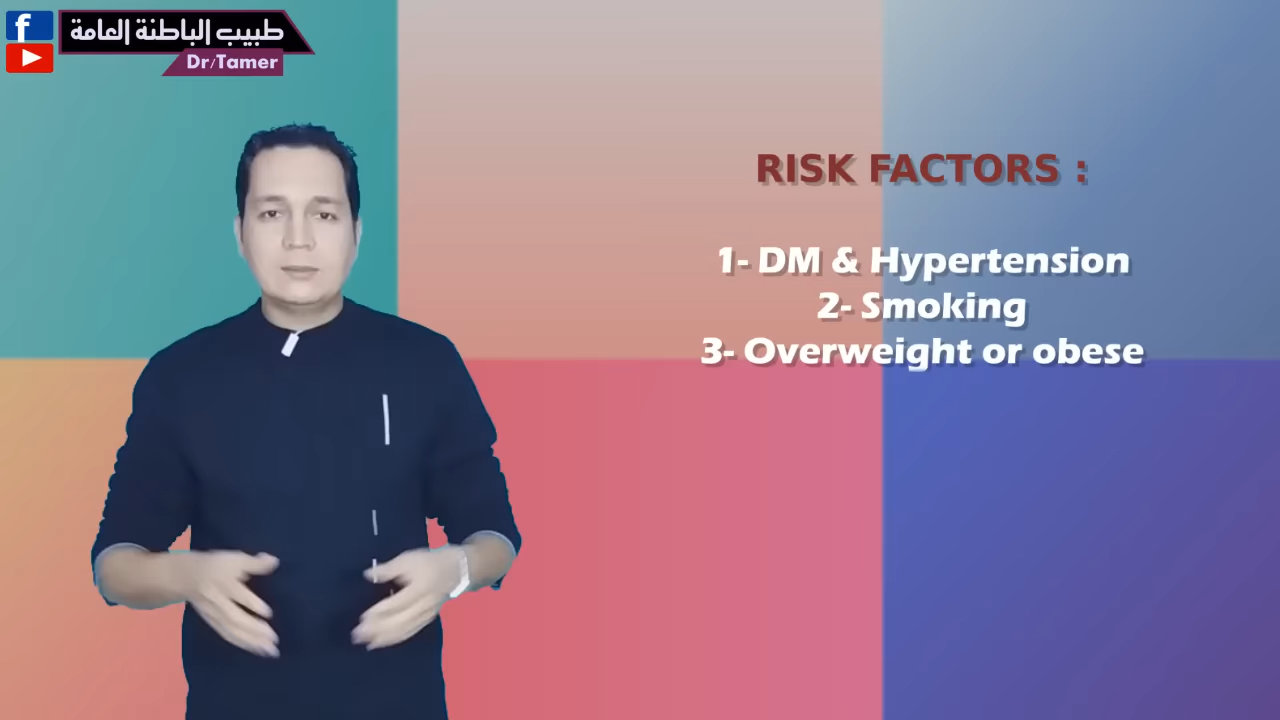 طبيب الباطنة العامة
Dr/Tamer
RISK FACTORS :
1- DM & Hypertension
2- Smoking
3- Overweight or obese